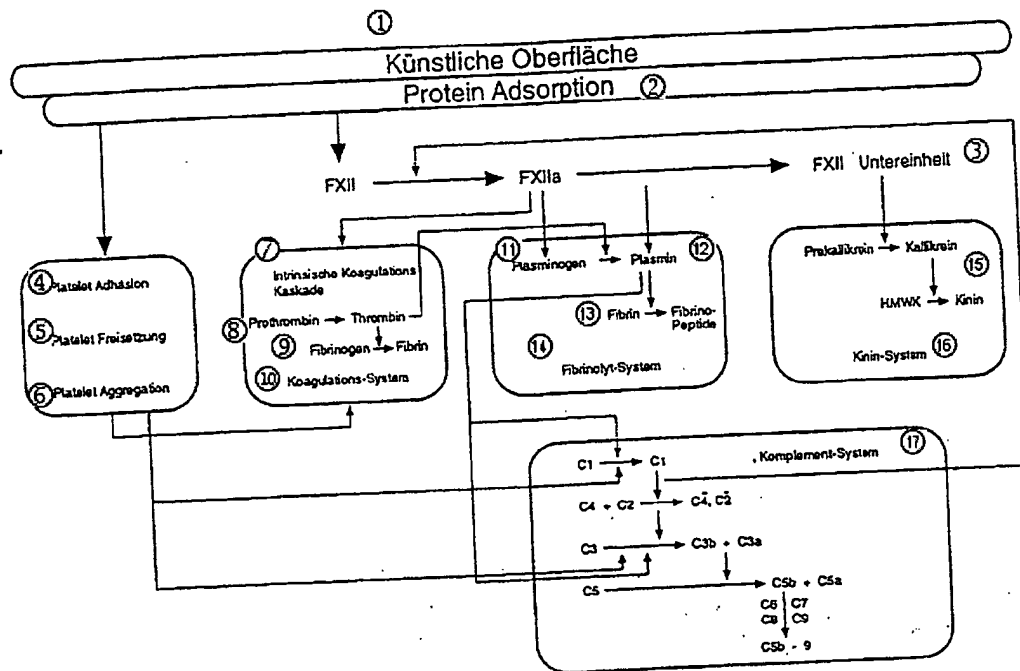 ①
Künstliche Oberfläche
Protein Adsorption ②
FXII FXIIa FXII Untereinheit ③
④ Platelet Adhäsion
⑤ Platelet Freisetzung
⑥ Platelet Aggregation
⑦
Intrinsische Koagulations
Kaskade
⑧ Prothrombin Thrombin
⑨ Fibrinogen Fibrin
⑩ Koagulations-System
⑪ ⑫
Plasminogen Plasmin
⑬ Fibrin Fibrino-
Peptide
⑭
Fibrinolyt-System
Prekallikrein Kallikrein
⑮
HMWK Kinin
Kinin-System ⑯
⑰
Komplement-System
C1 C1
C4 + C2 C4, C2
C3 C3b + C3a
C5 C5b + C5a
C6 C7
C8 C9
C5b - 9